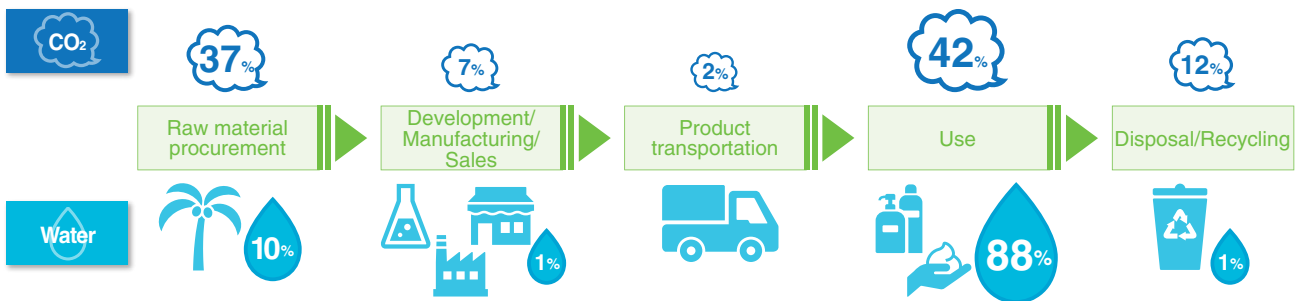 CO₂
37%
7%
2%
42%
12%
Raw material
procurement
Development/
Manufacturing/
Sales
Product
transportation
Use
Disposal/Recycling
Water
10%
1%
88%
1%